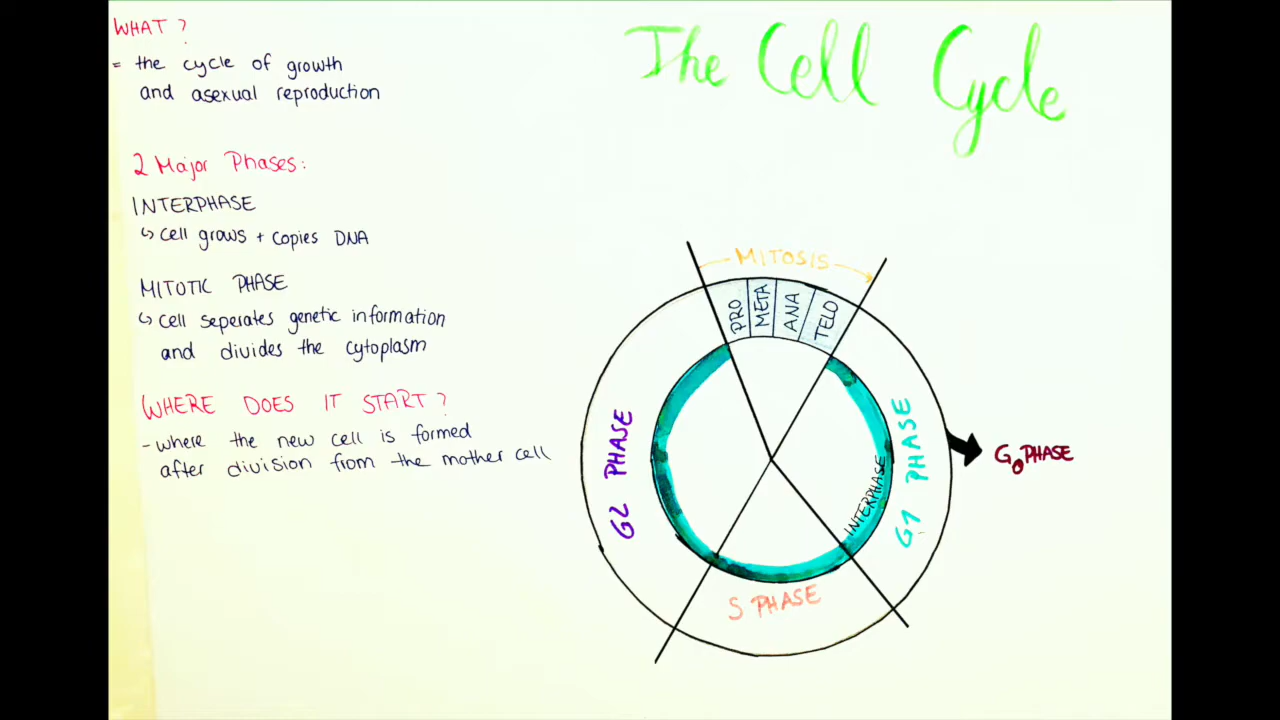 WHAT?
= the cycle of growth
and asexual reproduction
2 Major Phases:
INTERPHASE
↳ cell grows + copies DNA
MITOTIC PHASE
↳ cell seperates genetic information
and divides the cytoplasm
WHERE DOES IT START?
- where the new cell is formed
after division from the mother cell
The Cell Cycle
MITOSIS
PRO
META
ANA
TELO
G2 PHASE
G1 PHASE
INTERPHASE
G0 PHASE
S PHASE